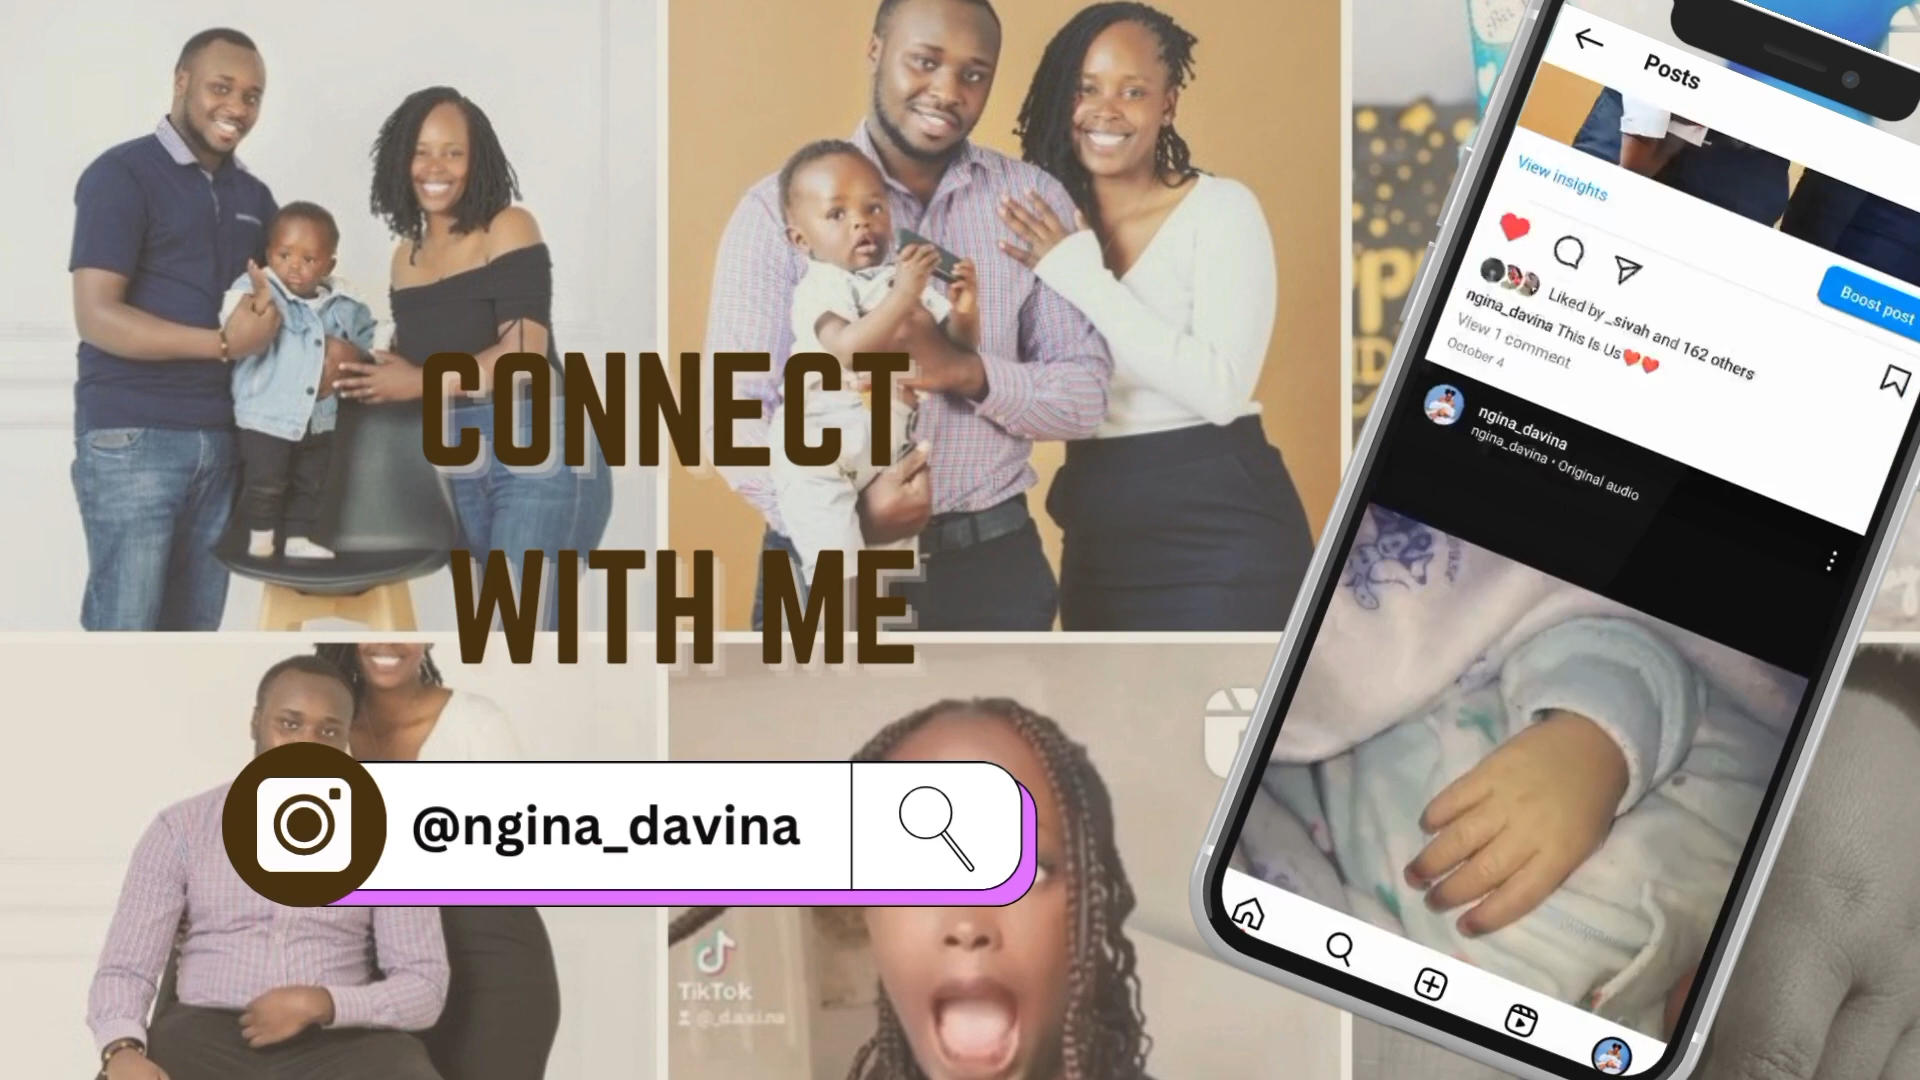 CONNECT
WITH ME
@ngina_davina
TikTok
Posts
View insights
Boost post
Liked by _sivah and 162 others
ngina_davina This Is Us❤️❤️
View 1 comment
October 4
ngina_davina
ngina_davina • Original audio